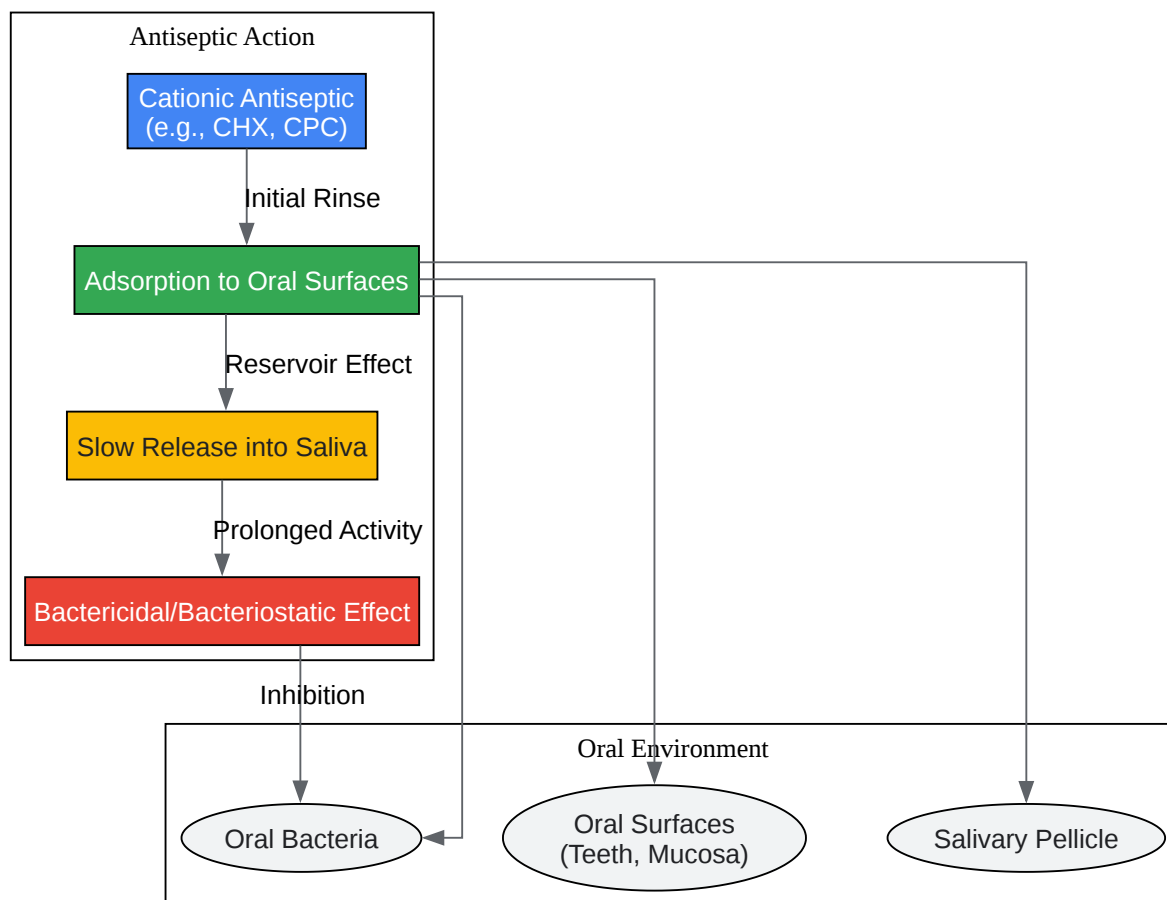 Antiseptic Action
Cationic Antiseptic
(e.g., CHX, CPC)
Initial Rinse
Adsorption to Oral Surfaces
Reservoir Effect
Slow Release into Saliva
Prolonged Activity
Bactericidal/Bacteriostatic Effect
Inhibition
Oral Environment
Oral Bacteria
Oral Surfaces
(Teeth, Mucosa)
Salivary Pellicle